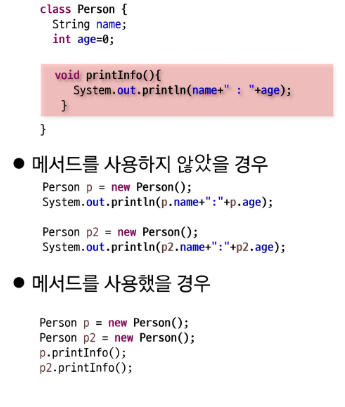 class Person {
String name;
int age=0;
void printInfo(){
System.out.println(name+" : "+age);
}
}
● 메서드를 사용하지 않았을 경우
Person p = new Person();
System.out.println(p.name+":"+p.age);
Person p2 = new Person();
System.out.println(p2.name+":"+p2.age);
● 메서드를 사용했을 경우
Person p = new Person();
Person p2 = new Person();
p.printInfo();
p2.printInfo();